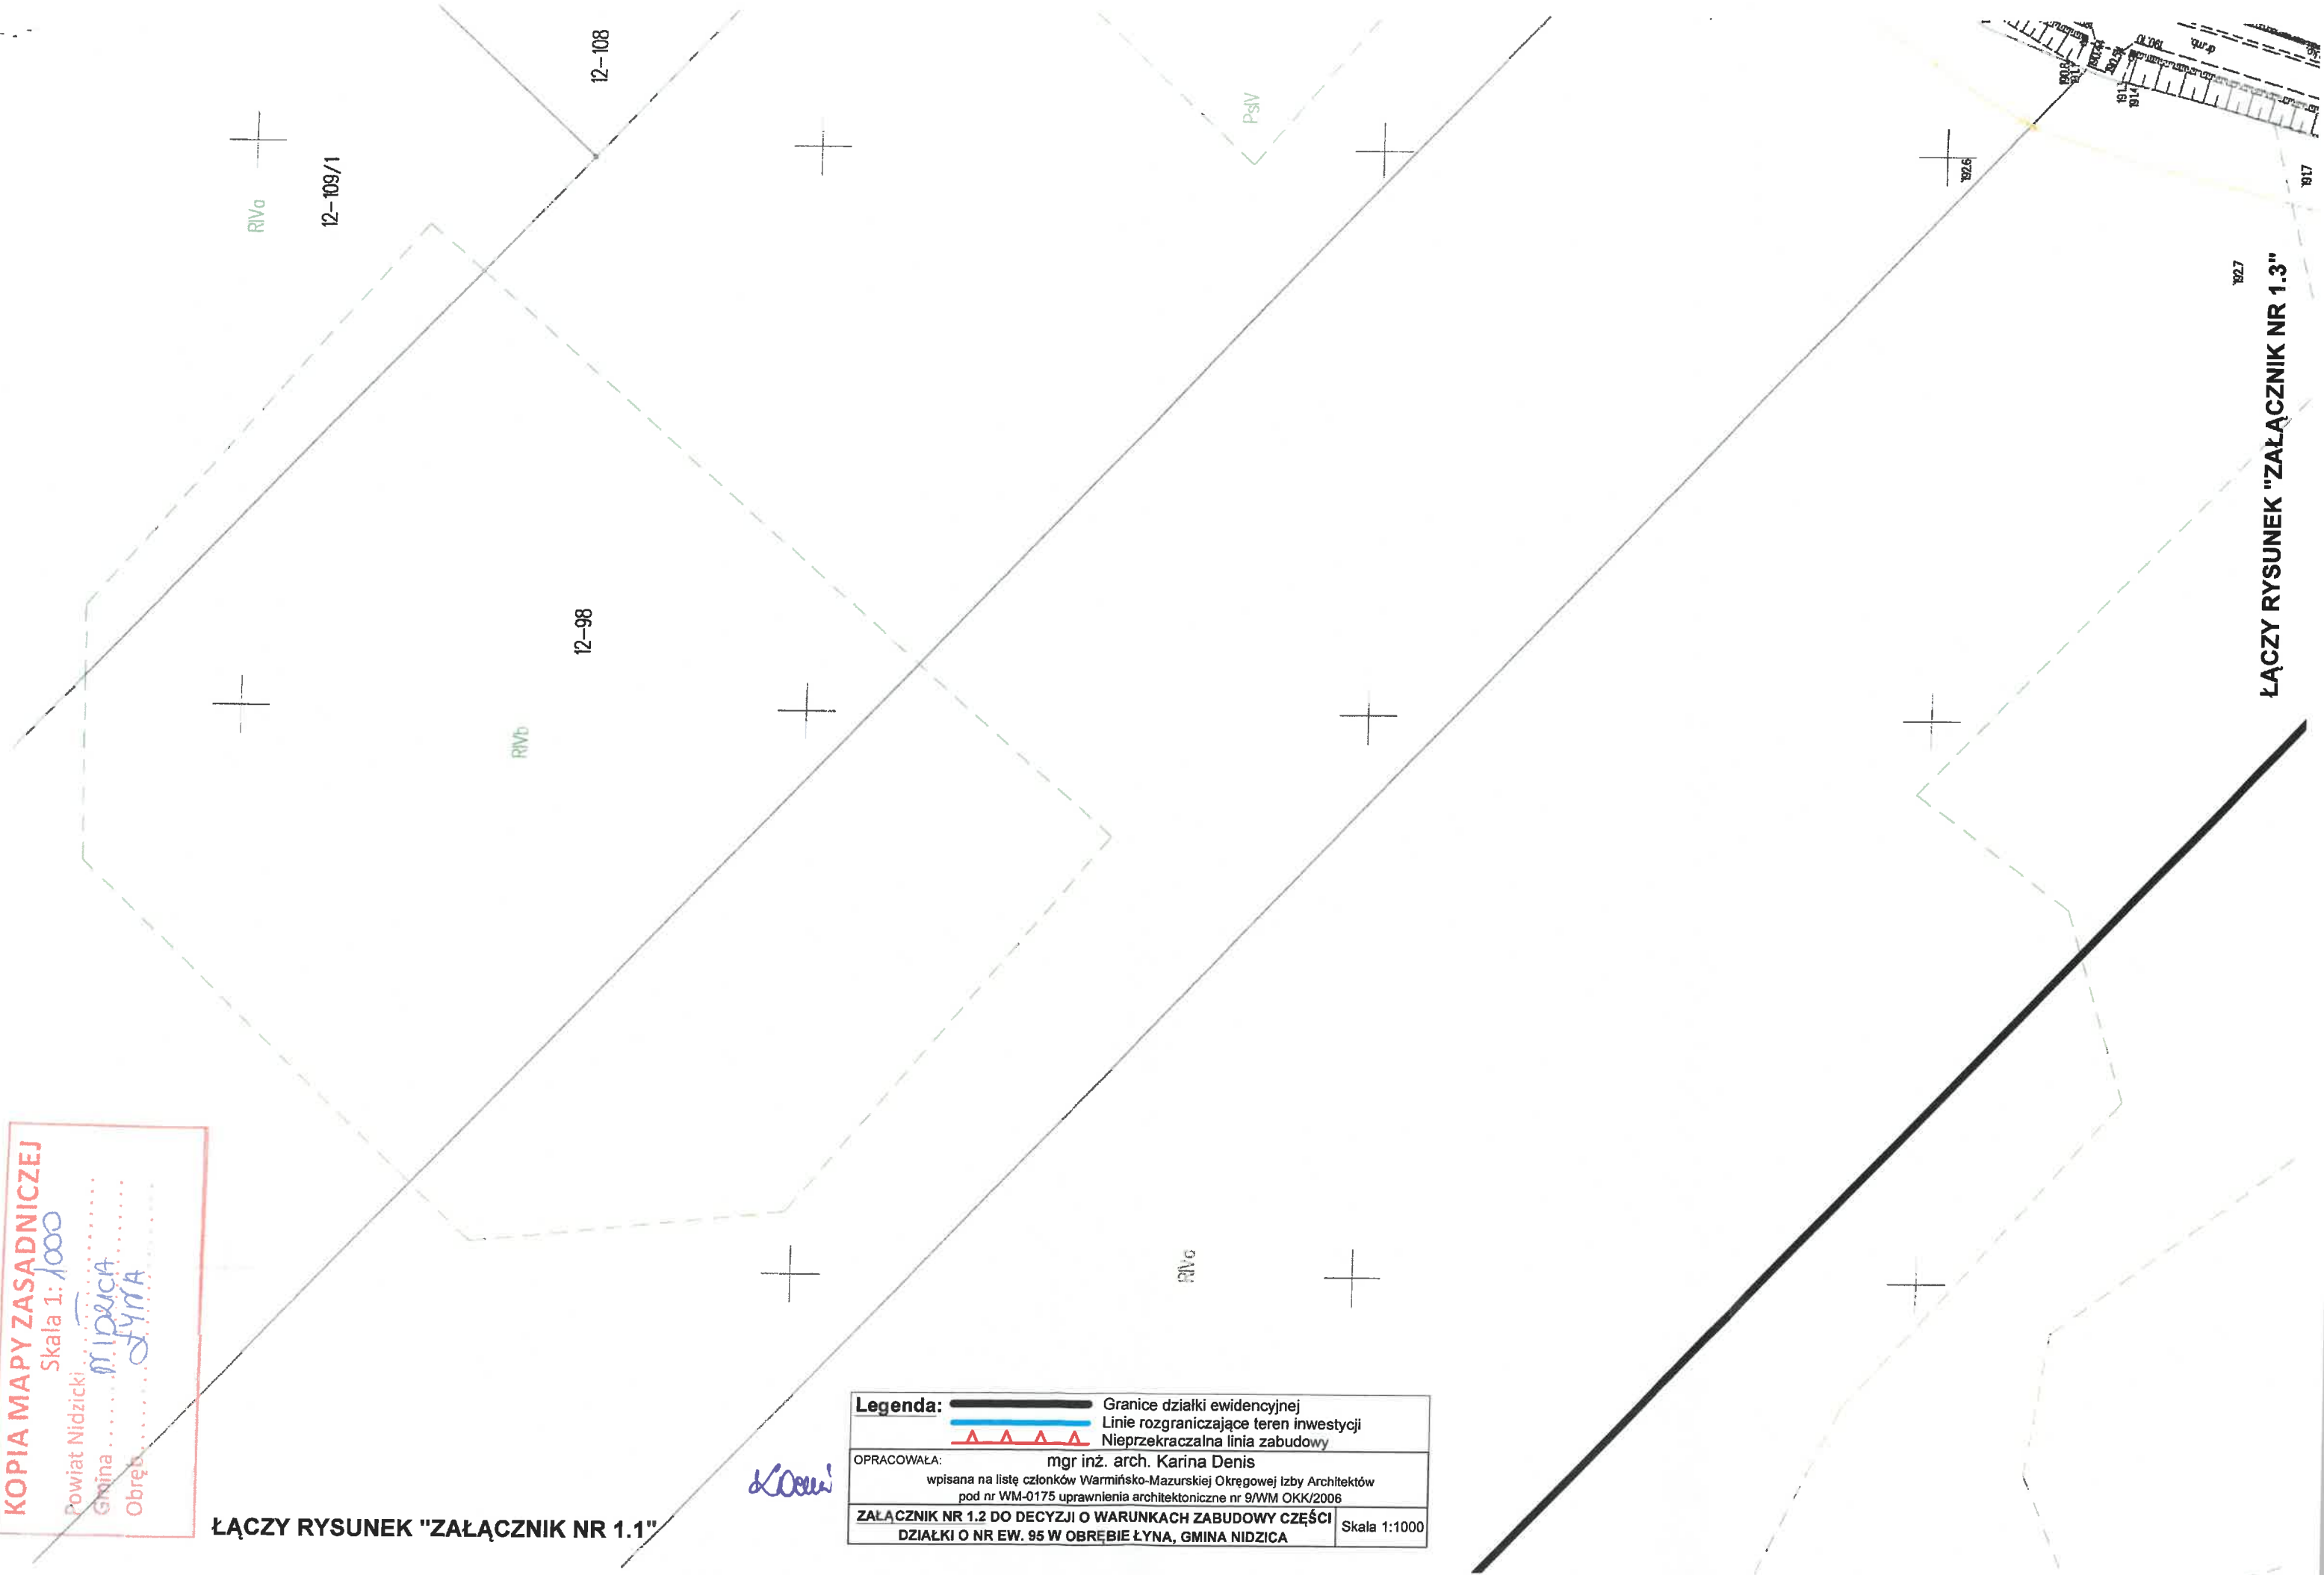 12-108
12-109/1
RIVa
PsIV
192.6
190.70
dr.mb.
191.7
192.7
ŁĄCZY RYSUNEK "ZAŁĄCZNIK NR 1.3"
12-98
RIVb
RIVa
KOPIA MAPY ZASADNICZEJ
Skala 1: 1000
Powiat Nidzicki
Gmina NIDZICA
Obręb ŁYNA
ŁĄCZY RYSUNEK "ZAŁĄCZNIK NR 1.1"
Legenda:
Granice działki ewidencyjnej
Linie rozgraniczające teren inwestycji
Nieprzekraczalna linia zabudowy
OPRACOWAŁA: mgr inż. arch. Karina Denis
wpisana na listę członków Warmińsko-Mazurskiej Okręgowej Izby Architektów
pod nr WM-0175 uprawnienia architektoniczne nr 9/WM OKK/2006
ZAŁĄCZNIK NR 1.2 DO DECYZJI O WARUNKACH ZABUDOWY CZĘŚCI
DZIAŁKI O NR EW. 95 W OBRĘBIE ŁYNA, GMINA NIDZICA
Skala 1:1000